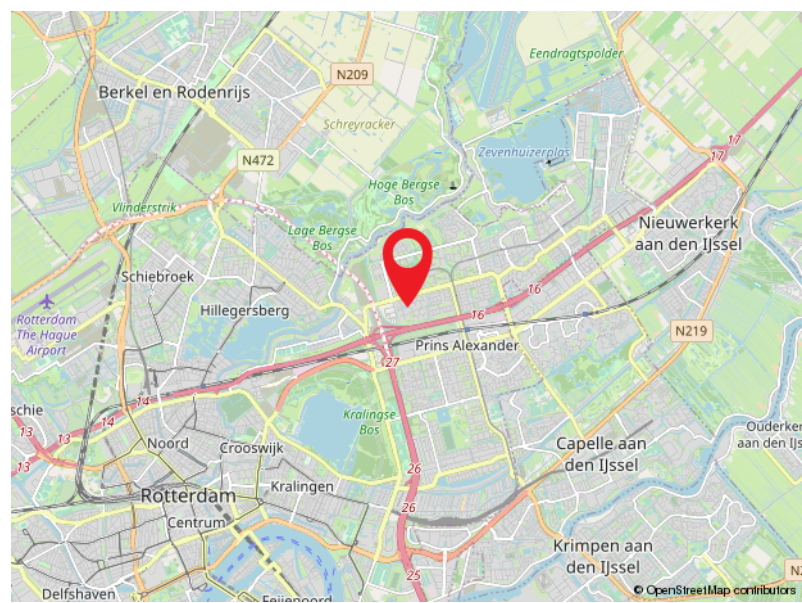 Eendragtspolder
N209
Berkel en Rodenrijs
Schreyracker
17
17
Zevenhuizerplas
N472
Hoge Bergse
Bos
Vlinderstrik
Lage Bergse
Bos
Nieuwerkerk
aan den IJssel
Schiebroek
16
Rotterdam
The Hague
Airport
Hillegersberg
16
N219
Prins Alexander
27
14
14
schie
13
13
Kralingse
Bos
Noord
Crooswijk
Capelle aan
den IJssel
Ouderker
aan den IJs
26
Rotterdam
Kralingen
26
Centrum
Krimpen aan
den IJssel
25
N2
Delfshaven
Feijenoord
© OpenStreetMap contributors